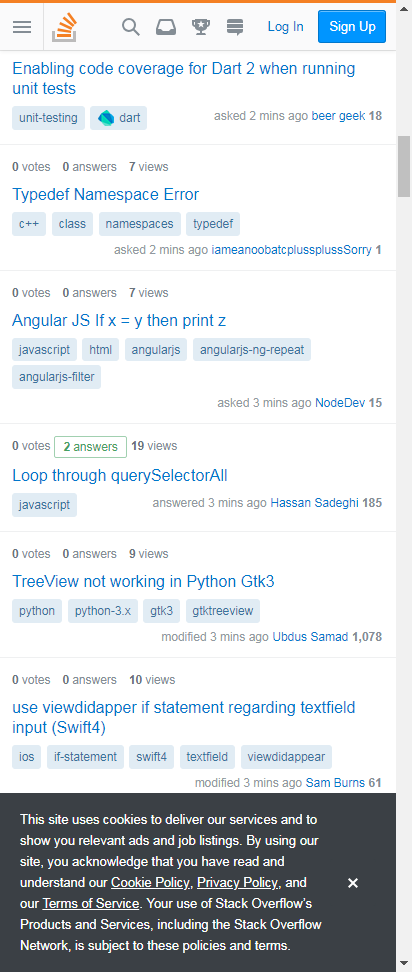 Log In Sign Up
Enabling code coverage for Dart 2 when running
unit tests
unit-testing dart
asked 2 mins ago beer geek 18
0 votes 0 answers 7 views
Typedef Namespace Error
c++ class namespaces typedef
asked 2 mins ago iameanoobatcplussplussSorry 1
0 votes 0 answers 7 views
Angular JS If x = y then print z
javascript html angularjs angularjs-ng-repeat
angularjs-filter
asked 3 mins ago NodeDev 15
0 votes 2 answers 19 views
Loop through querySelectorAll
javascript
answered 3 mins ago Hassan Sadeghi 185
0 votes 0 answers 9 views
TreeView not working in Python Gtk3
python python-3.x gtk3 gtktreeview
modified 3 mins ago Ubdus Samad 1,078
0 votes 0 answers 10 views
use viewdidapper if statement regarding textfield
input (Swift4)
ios if-statement swift4 textfield viewdidappear
modified 3 mins ago Sam Burns 61
This site uses cookies to deliver our services and to
show you relevant ads and job listings. By using our
site, you acknowledge that you have read and
understand our Cookie Policy, Privacy Policy, and
our Terms of Service. Your use of Stack Overflow's
Products and Services, including the Stack Overflow
Network, is subject to these policies and terms.